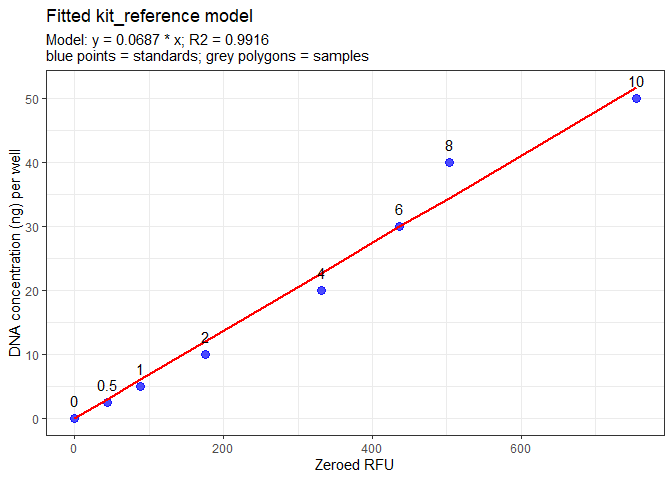 Fitted kit_reference model
Model: y = 0.0687 * x; R2 = 0.9916
blue points = standards; grey polygons = samples
10
50
8
40
6
30
4
20
2
10
1
0.5
0
0
DNA concentration (ng) per well
0 200 400 600
Zeroed RFU